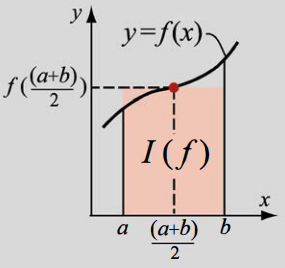 y
y=f(x)
f((a+b)/2)
I(f)
x
a (a+b)/2 b